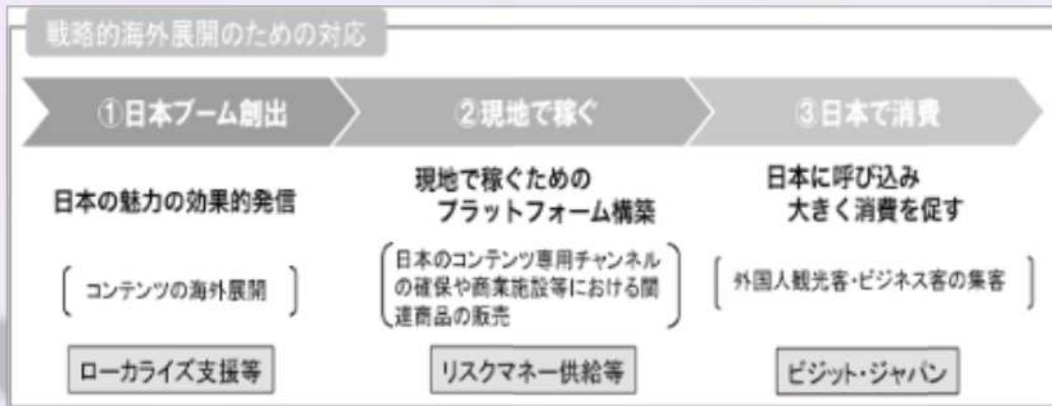 戦略的海外展開のための対応
①日本ブーム創出
②現地で稼ぐ
③日本で消費
日本の魅力の効果的発信
現地で稼ぐための
プラットフォーム構築
日本に呼び込み
大きく消費を促す
コンテンツの海外展開
日本のコンテンツ専用チャンネル
の確保や商業施設等における関
連商品の販売
外国人観光客・ビジネス客の集客
ローカライズ支援等
リスクマネー供給等
ビジット・ジャパン